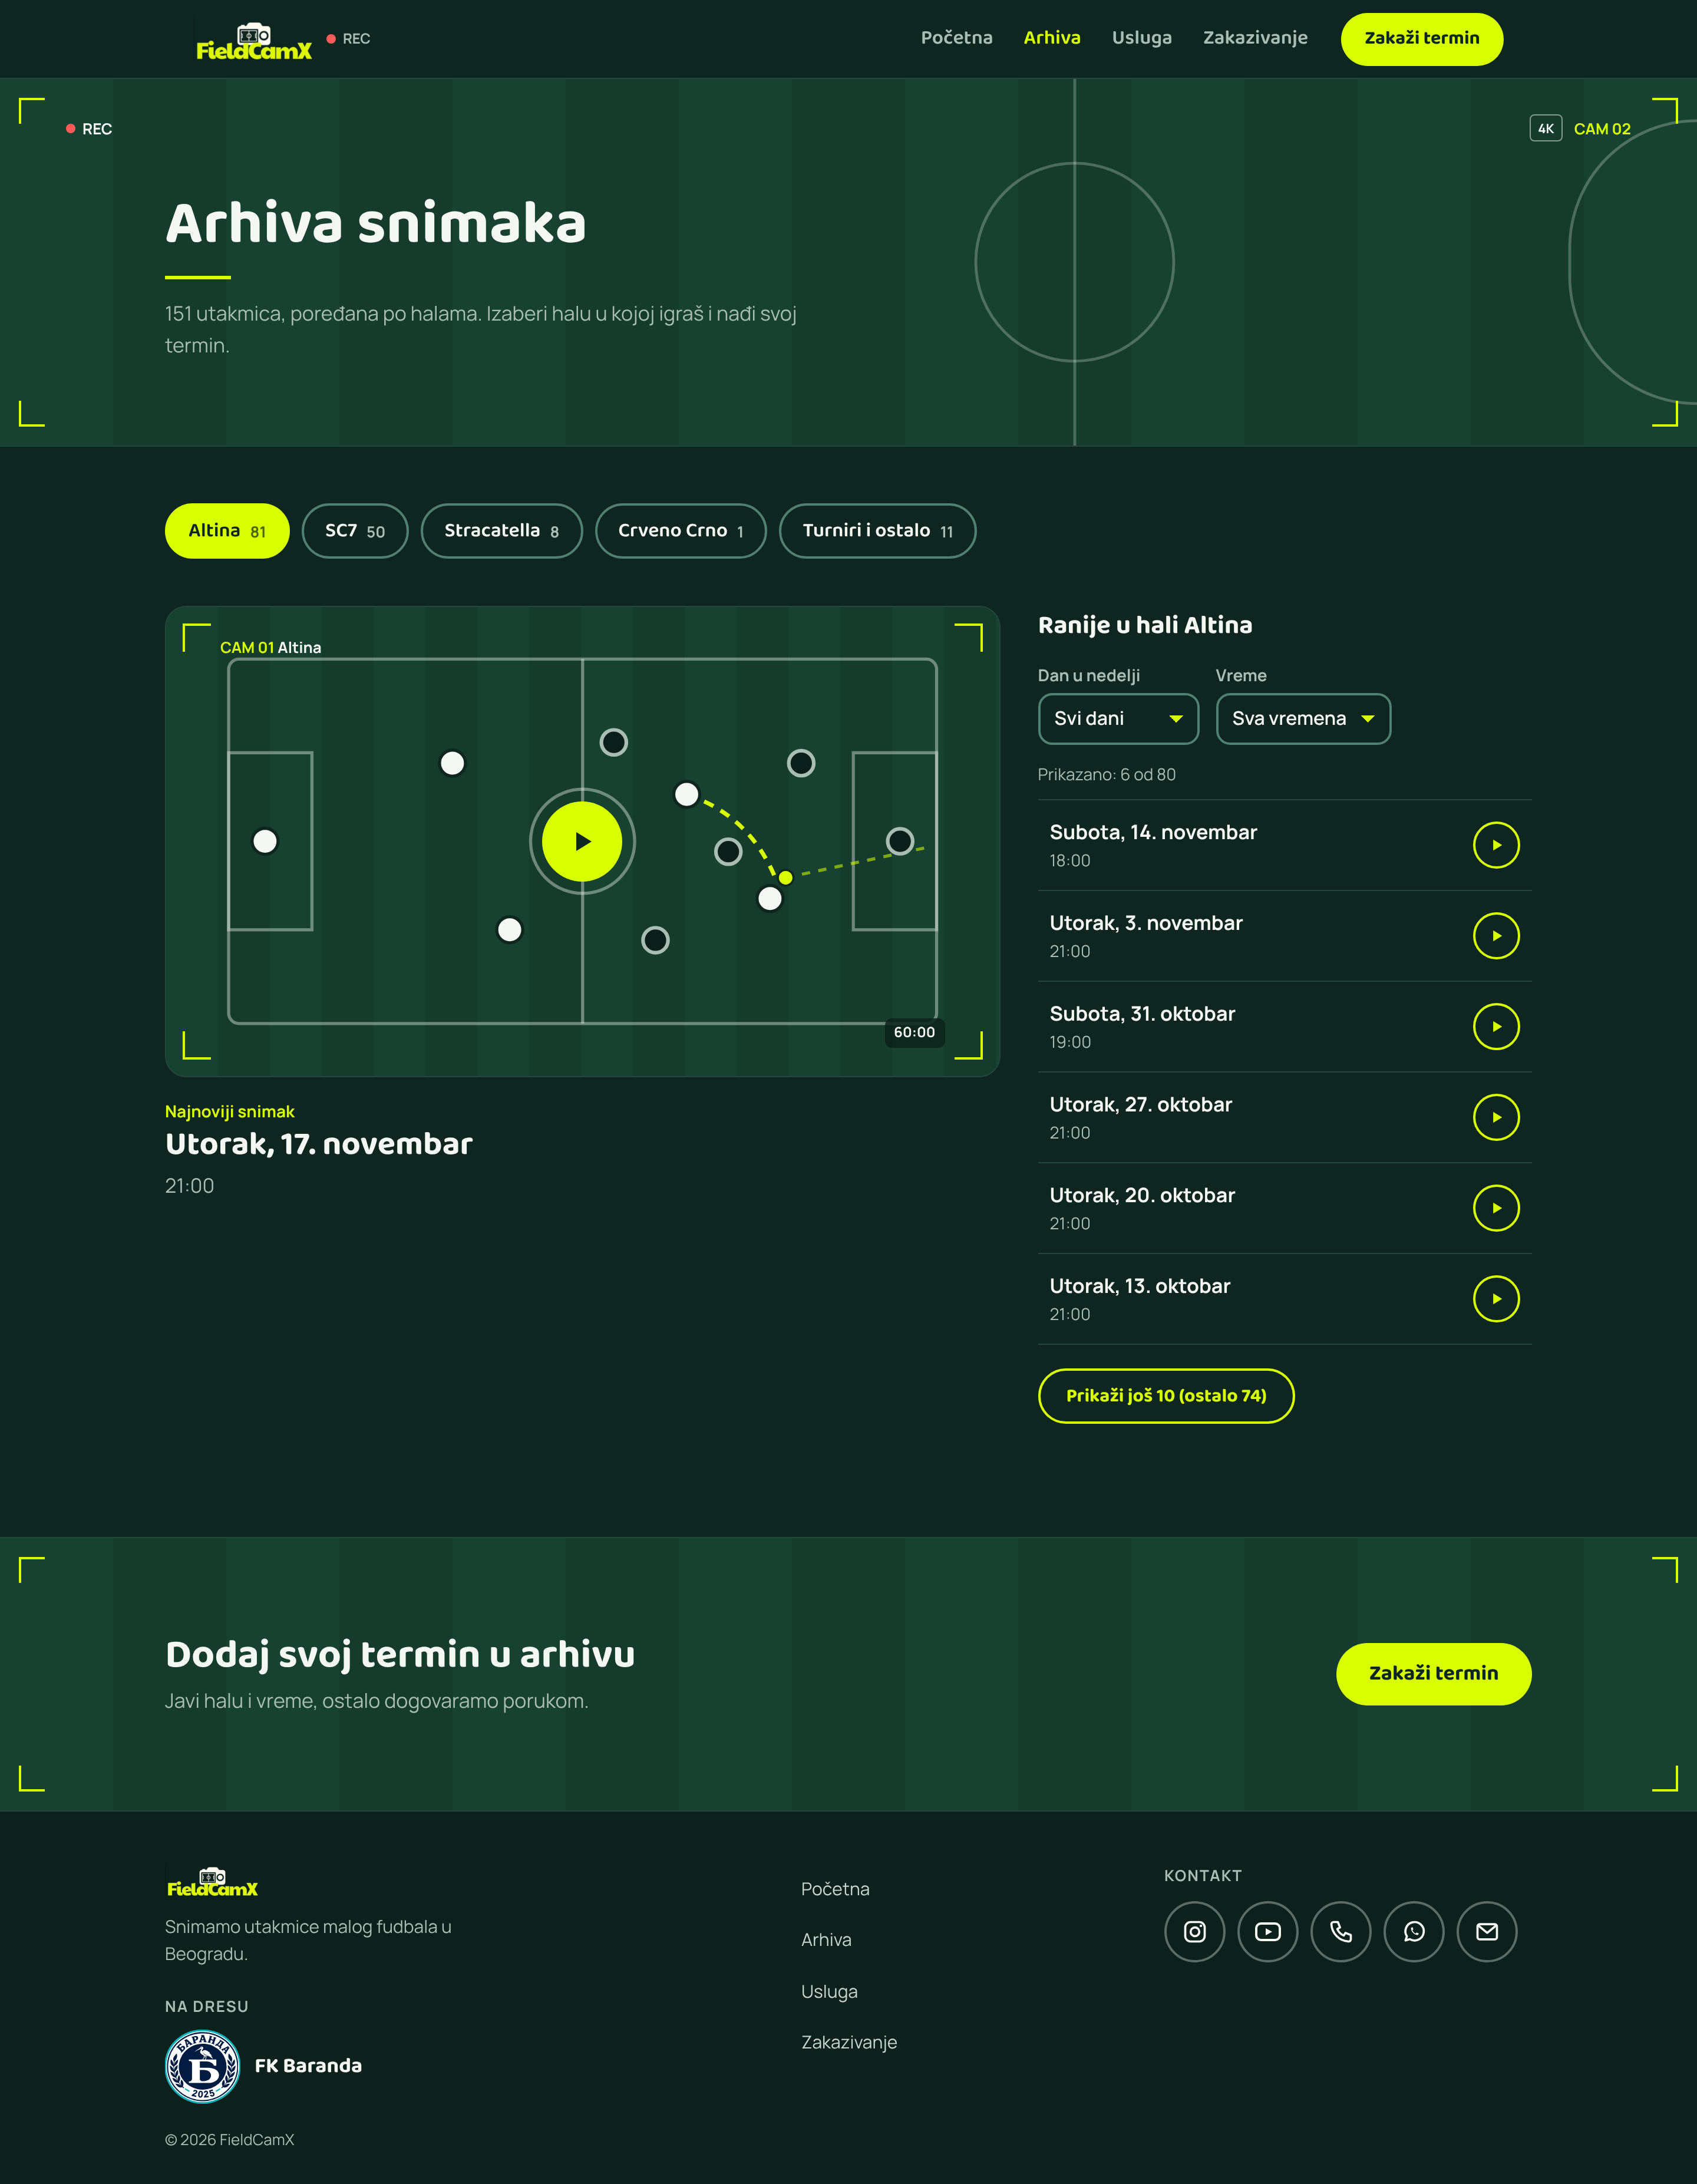 FieldCamX
REC
Početna
Arhiva
Usluga
Zakazivanje
Zakaži termin
REC
4K
CAM 02
Arhiva snimaka
151 utakmica, poređana po halama. Izaberi halu u kojoj igraš i nađi svoj
termin.
Altina 81
SC7 50
Stracatella 8
Crveno Crno 1
Turniri i ostalo 11
CAM 01 Altina
60:00
Najnoviji snimak
Utorak, 17. novembar
21:00
Ranije u hali Altina
Dan u nedelji
Vreme
Svi dani
Sva vremena
Prikazano: 6 od 80
Subota, 14. novembar
18:00
Utorak, 3. novembar
21:00
Subota, 31. oktobar
19:00
Utorak, 27. oktobar
21:00
Utorak, 20. oktobar
21:00
Utorak, 13. oktobar
21:00
Prikaži još 10 (ostalo 74)
Dodaj svoj termin u arhivu
Javi halu i vreme, ostalo dogovaramo porukom.
Zakaži termin
FieldCamX
Snimamo utakmice malog fudbala u
Beogradu.
NA DRESU
БАРАНДА
Б
2025
FK Baranda
© 2026 FieldCamX
Početna
Arhiva
Usluga
Zakazivanje
KONTAKT